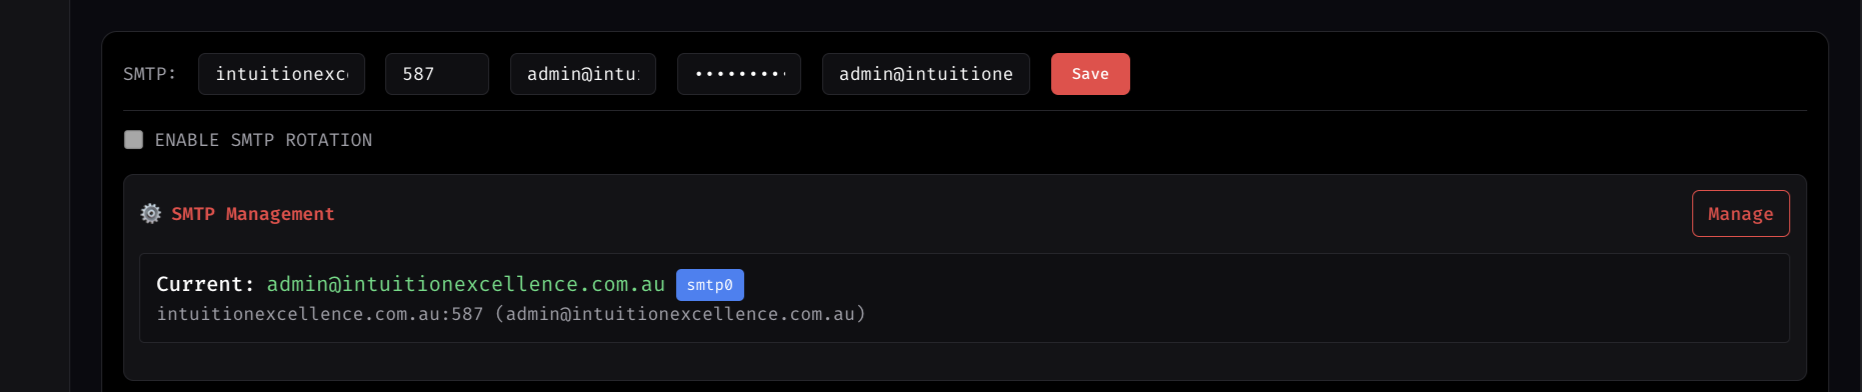 SMTP: intuitionexc 587 admin@intu •••••••• admin@intuitione Save
ENABLE SMTP ROTATION
SMTP Management Manage
Current: admin@intuitionexcellence.com.au smtp0
intuitionexcellence.com.au:587 (admin@intuitionexcellence.com.au)